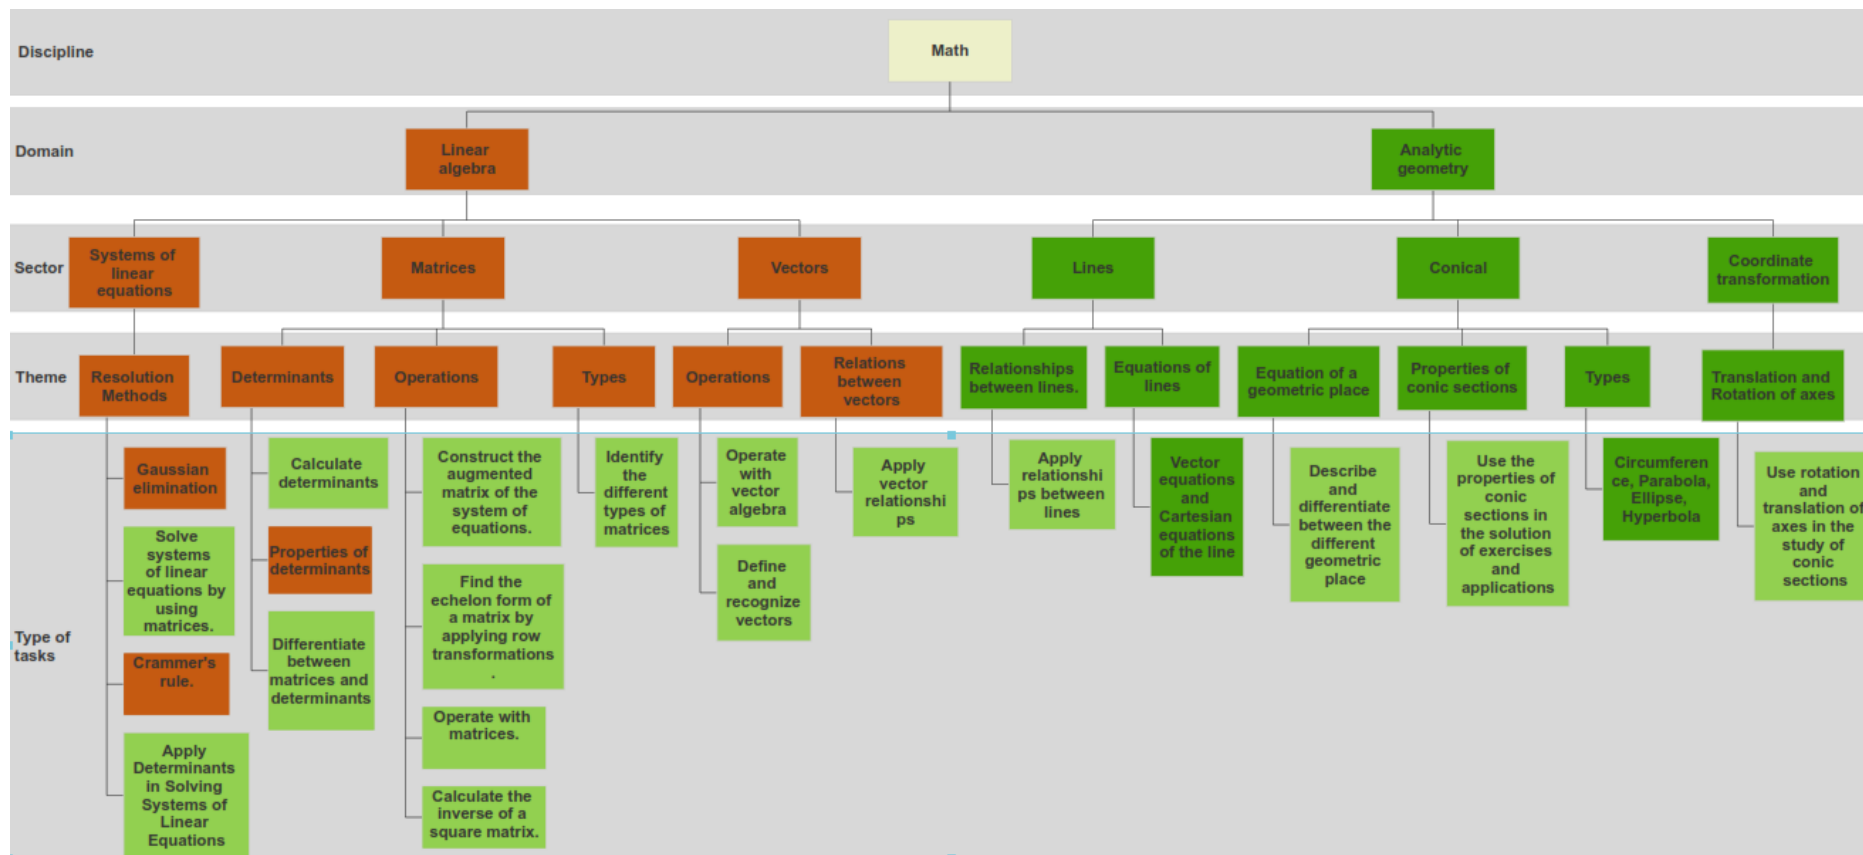 Discipline
Math
Domain
Linear
algebra
Analytic
geometry
Sector
Systems of
linear
equations
Matrices
Vectors
Lines
Conical
Coordinate
transformation
Theme
Resolution
Methods
Determinants
Operations
Types
Operations
Relations
between
vectors
Relationships
between lines.
Equations of
lines
Equation of a
geometric place
Properties of
conic sections
Types
Translation and
Rotation of axes
Type of
tasks
Gaussian
elimination
Solve
systems
of linear
equations by
using
matrices.
Crammer's
rule.
Apply
Determinants
in Solving
Systems of
Linear
Equations
Calculate
determinants
Properties of
determinants
Differentiate
between
matrices and
determinants
Construct the
augmented
matrix of the
system of
equations.
Find the
echelon form of
a matrix by
applying row
transformations
.
Operate with
matrices.
Calculate the
inverse of a
square matrix.
Identify
the
different
types of
matrices
Operate
with
vector
algebra
Define
and
recognize
vectors
Apply
vector
relationshi
ps
Apply
relationshi
ps between
lines
Vector
equations
and
Cartesian
equations
of the line
Describe
and
differentiate
between the
different
geometric
place
Use the
properties of
conic
sections in
the solution
of exercises
and
applications
Circumferen
ce, Parabola,
Ellipse,
Hyperbola
Use rotation
and
translation of
axes in the
study of
conic
sections